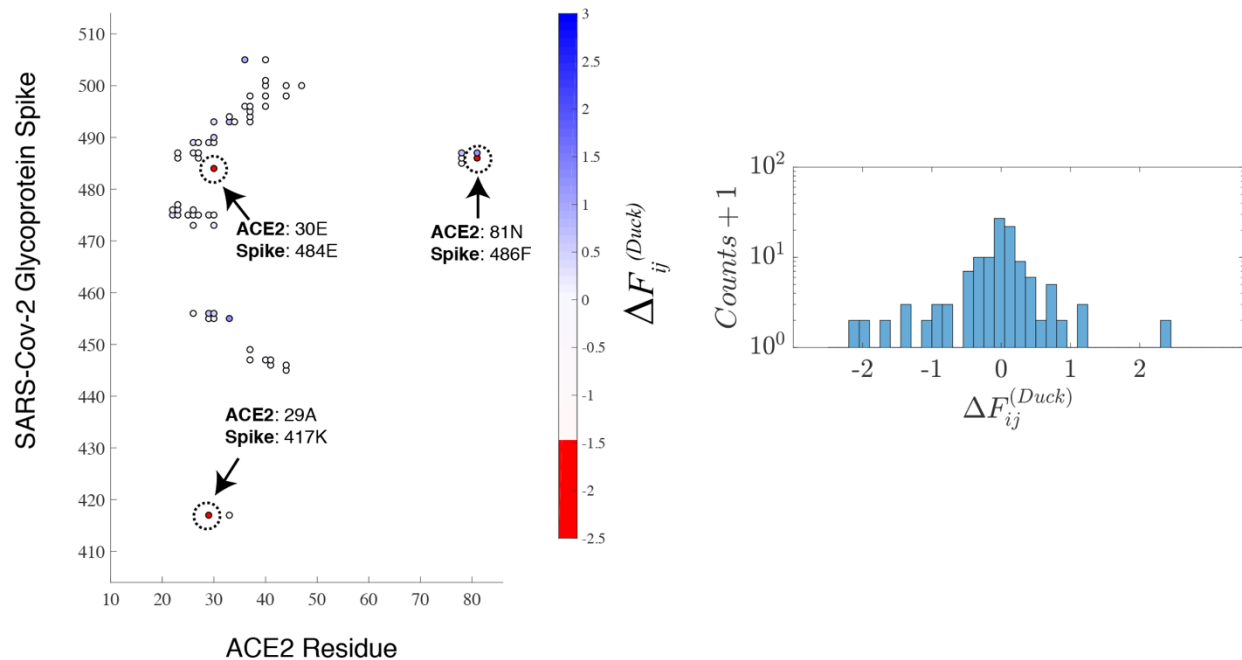 SARS-Cov-2 Glycoprotein Spike
510
500
490
480
470
460
450
440
430
420
410
10 20 30 40 50 60 70 80
ACE2 Residue
ACE2: 30E
Spike: 484E
ACE2: 81N
Spike: 486F
ACE2: 29A
Spike: 417K
3
2.5
2
1.5
1
0.5
0
-0.5
-1
-1.5
-2
-2.5
ΔF_ij^(Duck)
Counts + 1
10^2
10^1
10^0
-2 -1 0 1 2
ΔF_ij^(Duck)